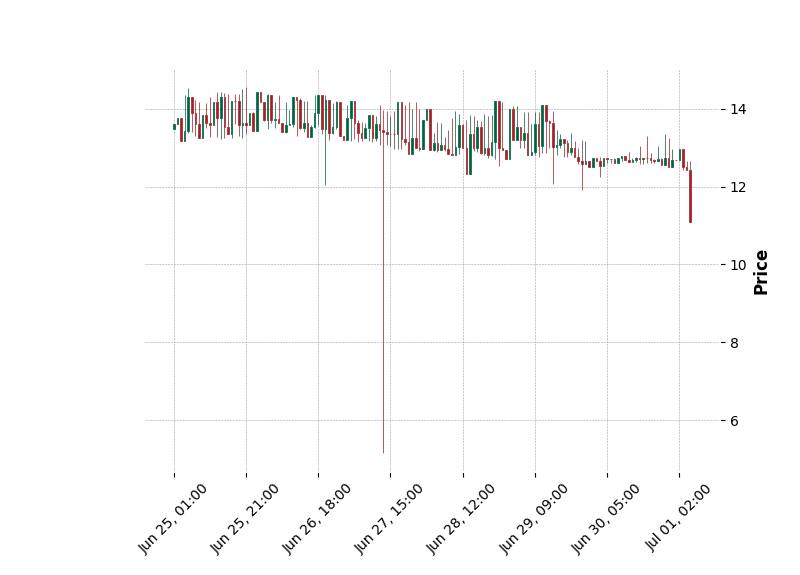 14
12
10
8
6
Price
Jun 25, 01:00
Jun 25, 21:00
Jun 26, 18:00
Jun 27, 15:00
Jun 28, 12:00
Jun 29, 09:00
Jun 30, 05:00
Jul 01, 02:00